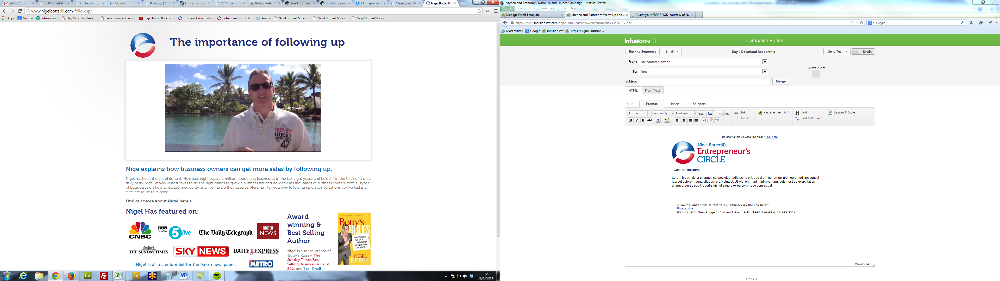 Inbox (513) - m
BottyRules9-1[
Printers button
My Jobs
Billericay | Club
Find an approv
EC Club+
Botty's Rules A
Small Business
Growth Busine
1 Entrepreneur
Claim your FRE
Nigel Botterill -
www.nigelbotterill.com/followup/
Apps
Google
Infusionsoft
file:///C:/Users/mik...
Entrepreneurs Circle...
nigel botterill - You...
Business Growth – S...
Entrepreneurs Circle...
Asana
Nigel Botterill Succe...
Nigel Botterill Succe...
Nigel Botterill Succe...
The importance of following up
DUCK
47
Nige explains how business owners can get more sales by following up.
Nigel has been there and done it! He's built eight separate million pound plus businesses in the last eight years, and he's still in the thick of it on a
daily basis. Nigel knows what it takes to do the right things to grow a business fast and now advises thousands of business owners from all types
of businesses on how to escape mediocrity and live the life they deserve. Here he'll tell you why following up on conversations you've had is a
sure-fire route to success.
Find out more about Nigel here >
Nigel Has featured on:
CNBC
BBC
RADIO
5 live
The Daily Telegraph
BBC
NEWS
THE SUNDAY TIMES
SKY NEWS
DAILY EXPRESS
...Nigel is also a columnist for the Metro newspaper.
METRO
Award
winning &
Best Selling
Author
Nigel is also the Author of
'Botty's Rules – The
Sunday Times Best
Selling Business Book of
2011 and Best Small
Botty's
RULES
NIGEL
BOTTERILL
13:29
31/03/2014
Kitchen and Bathroom Warm Up and Launch Campaign - Mozilla Firefox
View History Bookmarks Tools Help
Manage Email Template
Kitchen and Bathroom Warm Up and ...
Claim your FREE BOOK, courtesy of N...
https://m148.infusionsoft.com/app/funnel/edit?view=edit&funnelId=1562&ID=1562
Google
Most Visited
Google
Infusionsoft
https://signin.infusion...
Infusionsoft
Campaign Builder
Back to Sequence
Email
Day 4 Download Readership
Send Test
Draft
From: The contact's owner
To: Email
Spam Score
Subject:
Merge
HTML
Plain Text
Format
Insert
Snippets
Format
Font family
Font size
Link
Paste as Text: Off
Find
Layout & Style
B I U ABC
Unlink
Find & Replace
Having trouble viewing this email? Click here
Nigel Botterill's
Entrepreneur's
CIRCLE
~Contact.FirstName~
Lorem ipsum dolor sit amet, consectetuer adipiscing elit, sed diam nonummy nibh euismod tincidunt ut
laoreet dolore magna aliquam erat volutpat. Ut wisi enim ad minim veniam, quis nostrud exerci tation
ullamcorper suscipit lobortis nisl ut aliquip ex ea commodo consequat.
If you no longer wish to receive our emails, click the link below:
Unsubscribe
N5 Ltd Unit 3 Olton Bridge 245 Warwick Road Solihull B92 7AH GB 0121 765 5551
Words:74
1.29.10.21